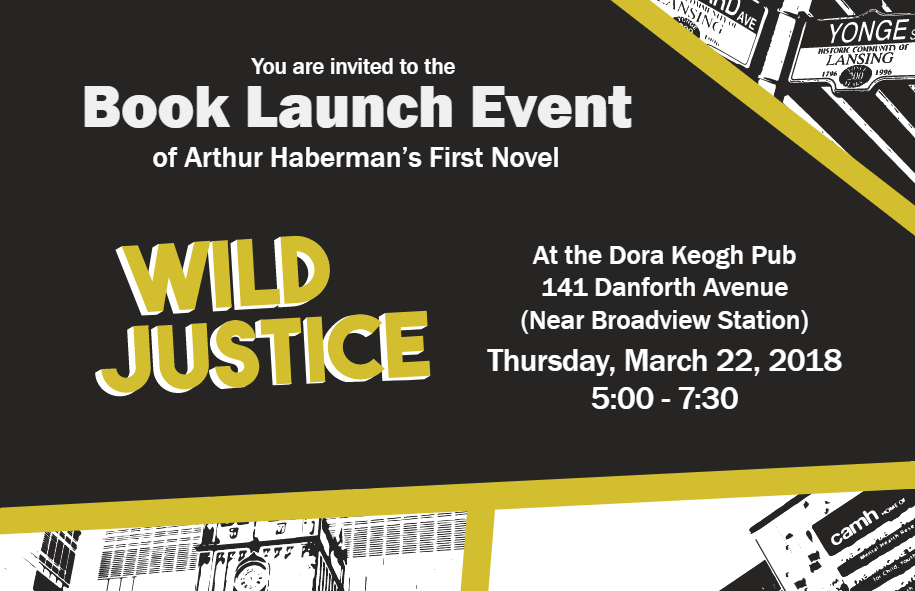 You are invited to the
Book Launch Event
of Arthur Haberman's First Novel
WILD
JUSTICE
At the Dora Keogh Pub
141 Danforth Avenue
(Near Broadview Station)
Thursday, March 22, 2018
5:00 - 7:30
AVE
LANSING
YONGE
HISTORIC COMMUNITY OF
LANSING
1796 200 1996
camh